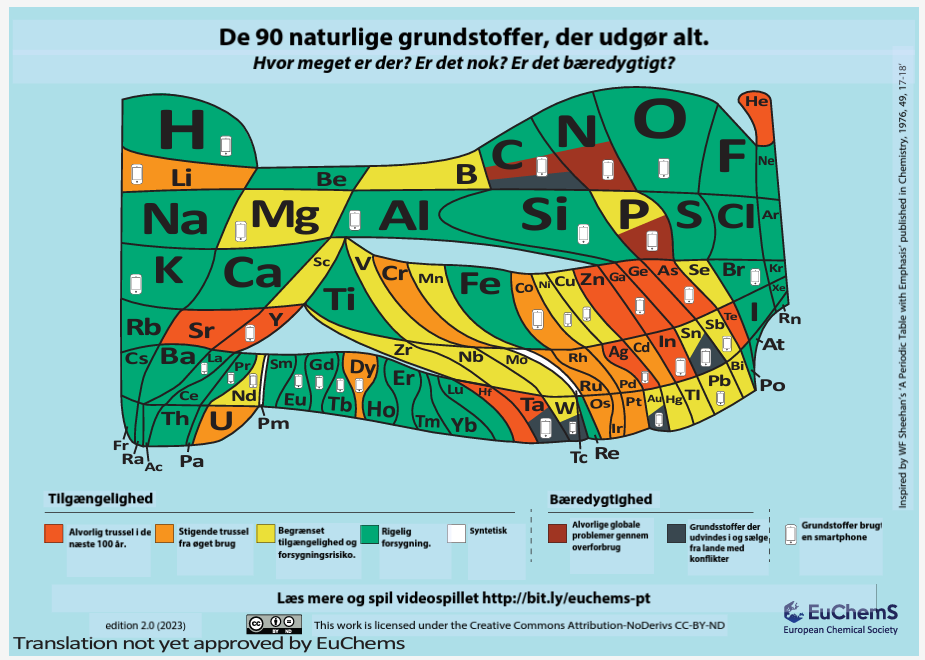 De 90 naturlige grundstoffer, der udgør alt.
Hvor meget er der? Er det nok? Er det bæredygtigt?
Inspired by WF Sheehan's 'A Periodic Table with Emphasis' published in Chemistry, 1976, 49, 17-18'
H
He
C N O F Ne
Li Be B
Na Mg Al Si P S Cl Ar
K Ca Sc Ti V Cr Mn Fe Co Ni Cu Zn Ga Ge As Se Br Kr
Xe
Rb Sr Y Zr Nb Mo Rh Ag Cd In Sn Sb Te I Rn
Cs Ba La Pr Sm Gd Dy Er Lu Hf Ru Pd Pb Bi At
Ce Nd Eu Tb Ho Ta W Os Pt Au Hg Tl Po
Th U Pm Tm Yb Ir
Fr Ra Ac Pa Tc Re
Tilgængelighed
Alvorlig trussel i de
næste 100 år.
Stigende trussel
fra øget brug
Begrænset
tilgængelighed og
forsygningsrisiko.
Rigelig
forsygning.
Syntetisk
Bæredygtighed
Alvorlige globale
problemer gennem
overforbrug
Grundsstoffer der
udvindes i og sælge
fra lande med
konflikter
Grundstoffer brugt
en smartphone
Læs mere og spil videospillet http://bit.ly/euchems-pt
edition 2.0 (2023)
CC
BY ND
This work is licensed under the Creative Commons Attribution-NoDerivs CC-BY-ND
EuChemS
European Chemical Society
Translation not yet approved by EuChems